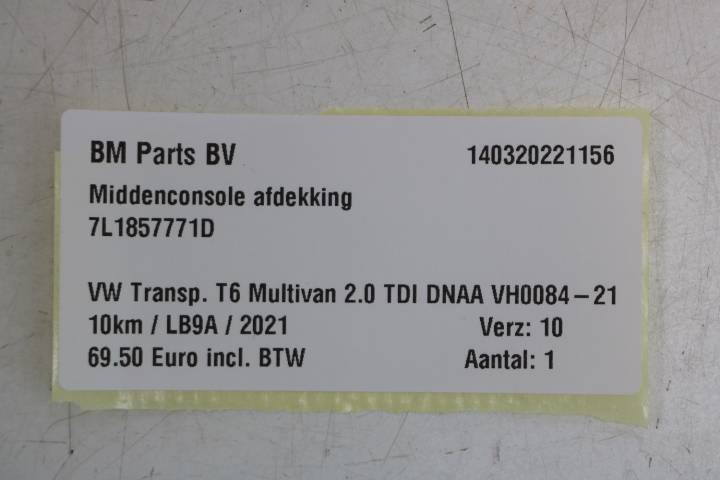 BM Parts BV 140320221156
Middenconsole afdekking
7L1857771D
VW Transp. T6 Multivan 2.0 TDI DNAA VH0084-21
10km / LB9A / 2021 Verz: 10
69.50 Euro incl. BTW Aantal: 1